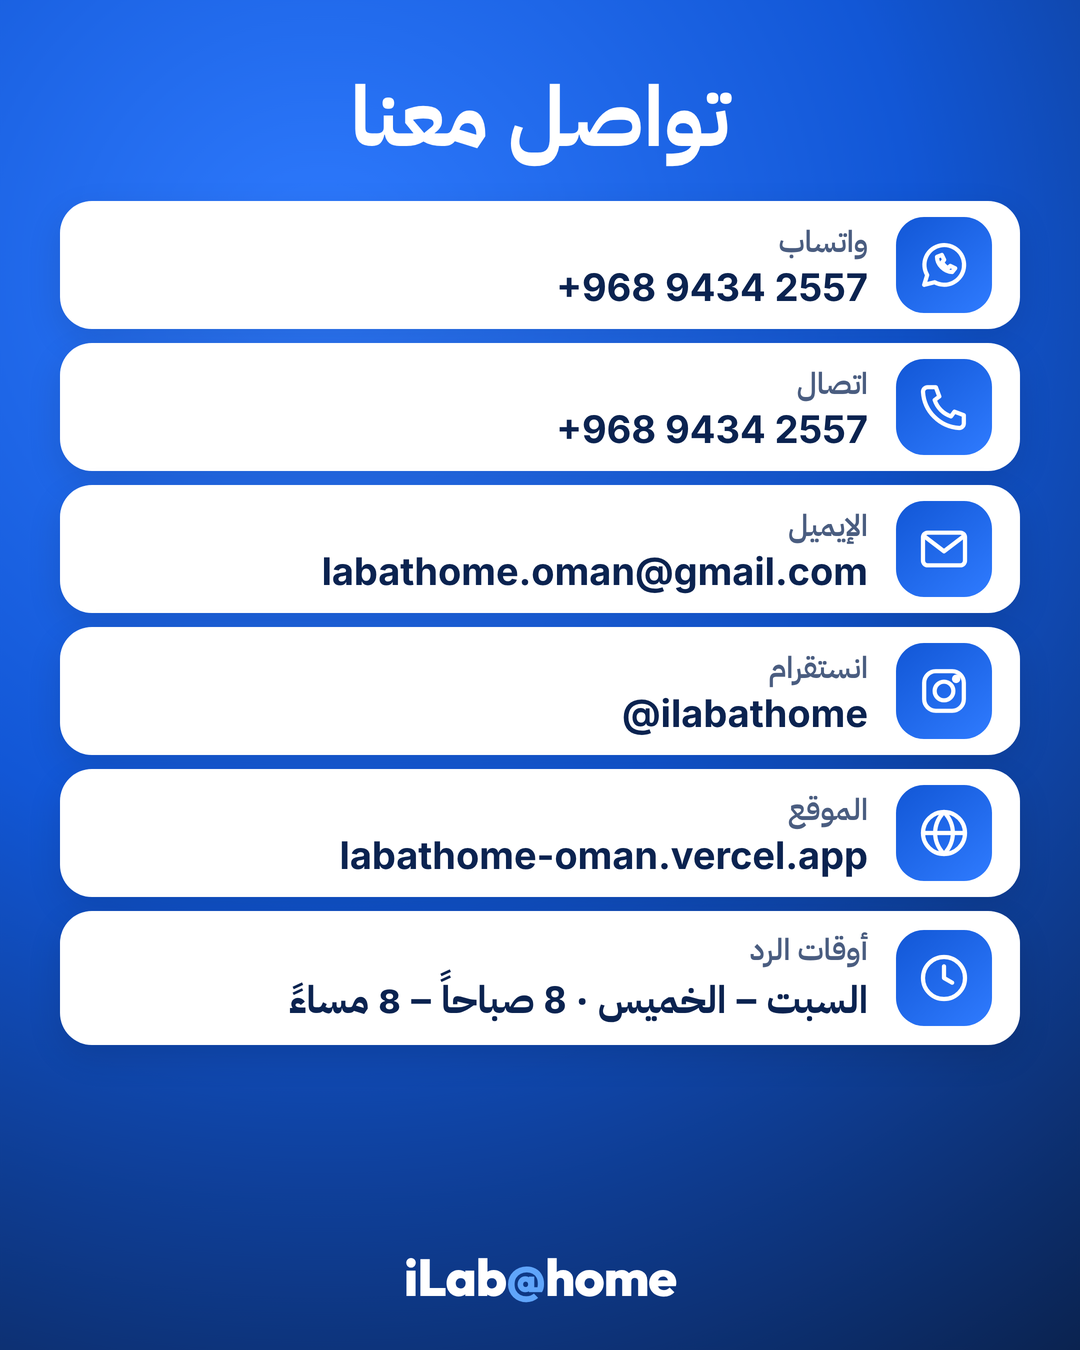 تواصل معنا
واتساب
+968 9434 2557
اتصال
+968 9434 2557
الإيميل
labathome.oman@gmail.com
انستقرام
@ilabathome
الموقع
labathome-oman.vercel.app
أوقات الرد
السبت – الخميس · 8 صباحاً – 8 مساءً
iLab@home